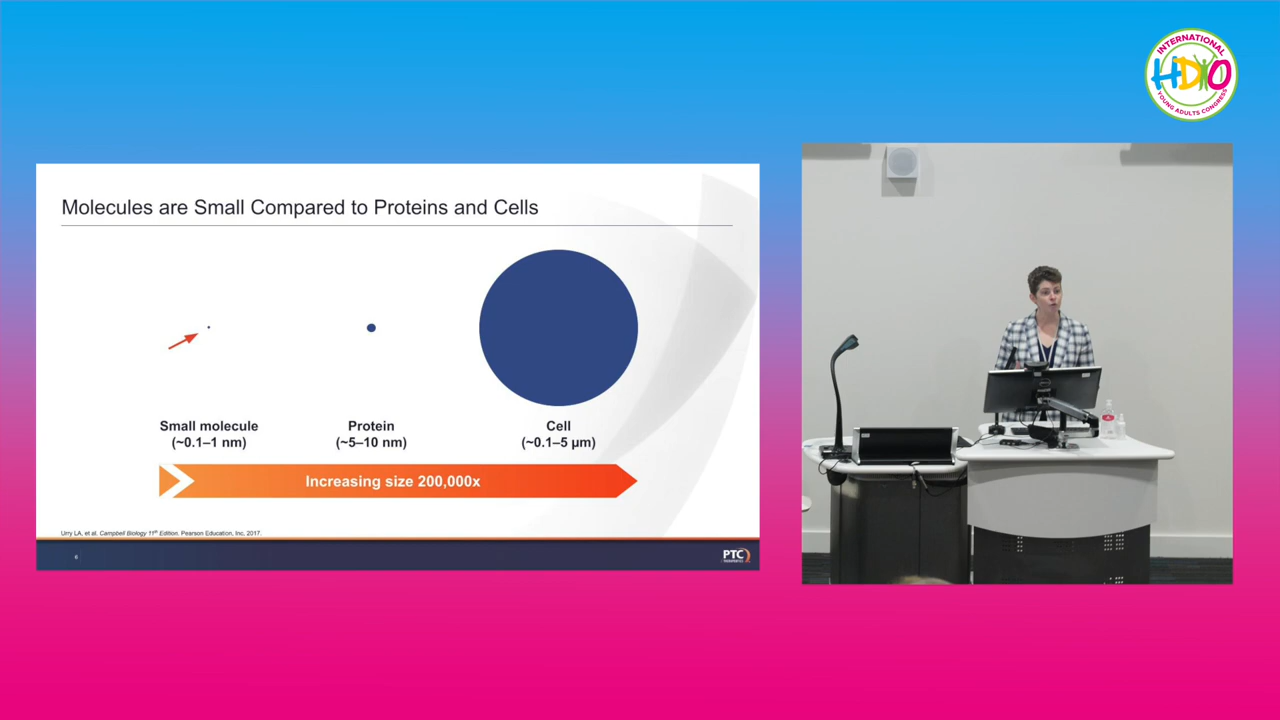 INTERNATIONAL
HDYO
YOUNG ADULTS CONGRESS
Molecules are Small Compared to Proteins and Cells
Small molecule
(~0.1–1 nm)
Protein
(~5–10 nm)
Cell
(~0.1–5 µm)
Increasing size 200,000x
Urry LA, et al. Campbell Biology 11th Edition. Pearson Education, Inc, 2017.
6
PTC
THERAPEUTICS